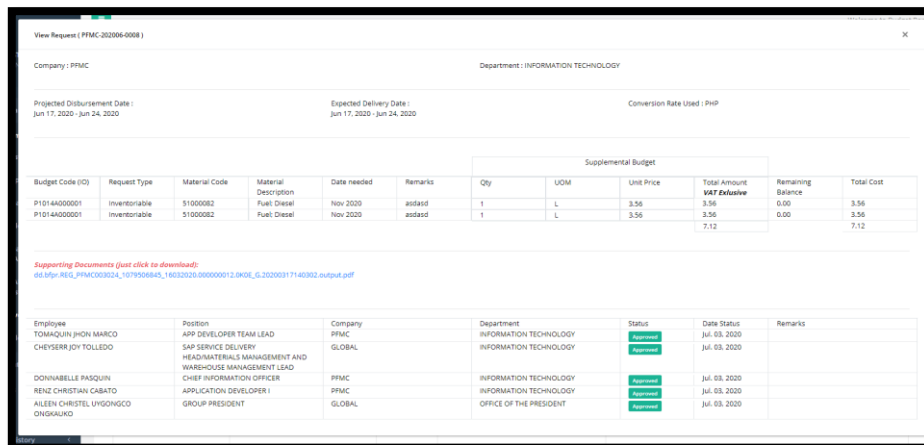 View Request ( PFMC-202006-0008 )
×
Company : PFMC
Department : INFORMATION TECHNOLOGY
Projected Disbursement Date :
Jun 17, 2020 - Jun 24, 2020
Expected Delivery Date :
Jun 17, 2020 - Jun 24, 2020
Conversion Rate Used : PHP
Supplemental Budget
Budget Code (IO) Request Type Material Code Material Description Date needed Remarks Qty UOM Unit Price Total Amount VAT Exlusive Remaining Balance Total Cost
P1014A000001 Inventoriable 51000082 Fuel: Diesel Nov 2020 asdasd 1 L 3.56 3.56 0.00 3.56
P1014A000001 Inventoriable 51000082 Fuel: Diesel Nov 2020 asdasd 1 L 3.56 3.56 0.00 3.56
7.12 7.12
Supporting Documents (just click to download):
dd.bfpr.REG_PFMC003024_1079506845_16032020.000000012.0K0E_G.20200317140302.output.pdf
Employee Position Company Department Status Date Status Remarks
TOMAQUIN JHON MARCO APP DEVELOPER TEAM LEAD PFMC INFORMATION TECHNOLOGY Approved Jul. 03, 2020
CHEYSERR JOY TOLLEDO SAP SERVICE DELIVERY HEAD/MATERIALS MANAGEMENT AND WAREHOUSE MANAGEMENT LEAD GLOBAL INFORMATION TECHNOLOGY Approved Jul. 03, 2020
DONNABELLE PASQUIN CHIEF INFORMATION OFFICER PFMC INFORMATION TECHNOLOGY Approved Jul. 03, 2020
RENZ CHRISTIAN CABATO APPLICATION DEVELOPER I PFMC INFORMATION TECHNOLOGY Approved Jul. 03, 2020
AILEEN CHRISTEL UYGONGCO ONGKAUKO GROUP PRESIDENT GLOBAL OFFICE OF THE PRESIDENT Approved Jul. 03, 2020
istory